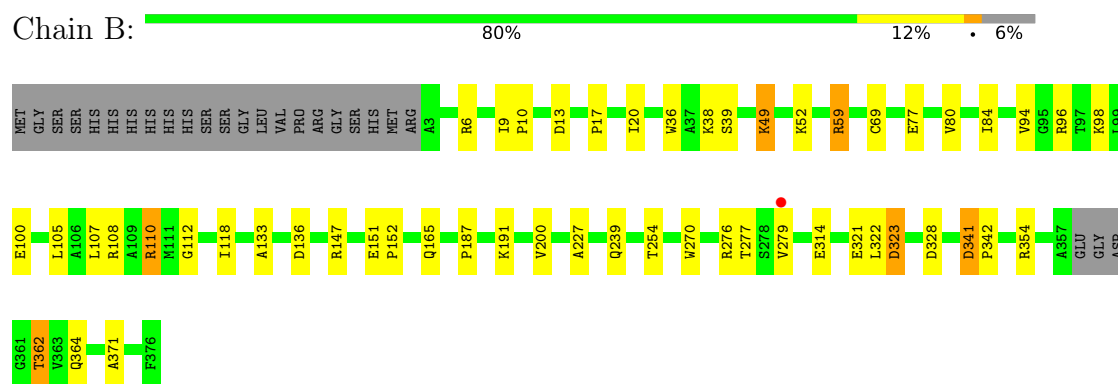 Chain B:
80% 12% • 6%
MET GLY SER SER HIS HIS HIS HIS HIS HIS SER SER GLY LEU VAL PRO ARG GLY SER HIS MET ARG A3 R6 I9 P10 D13 P17 I20 W36 A37 K38 S39 K49 K52 R59 C69 E77 V80 I84 V94 G95 R96 T97 K98 L99
E100 L105 A106 L107 R108 A109 R110 M111 G112 I118 A133 D136 R147 E151 P152 Q165 P187 K191 V200 A227 Q239 T254 W270 R276 T277 S278 V279 E314 E321 L322 D323 D328 D341 P342 R354 A357 GLU GLY ASP
G361 T362 V363 Q364 A371 F376